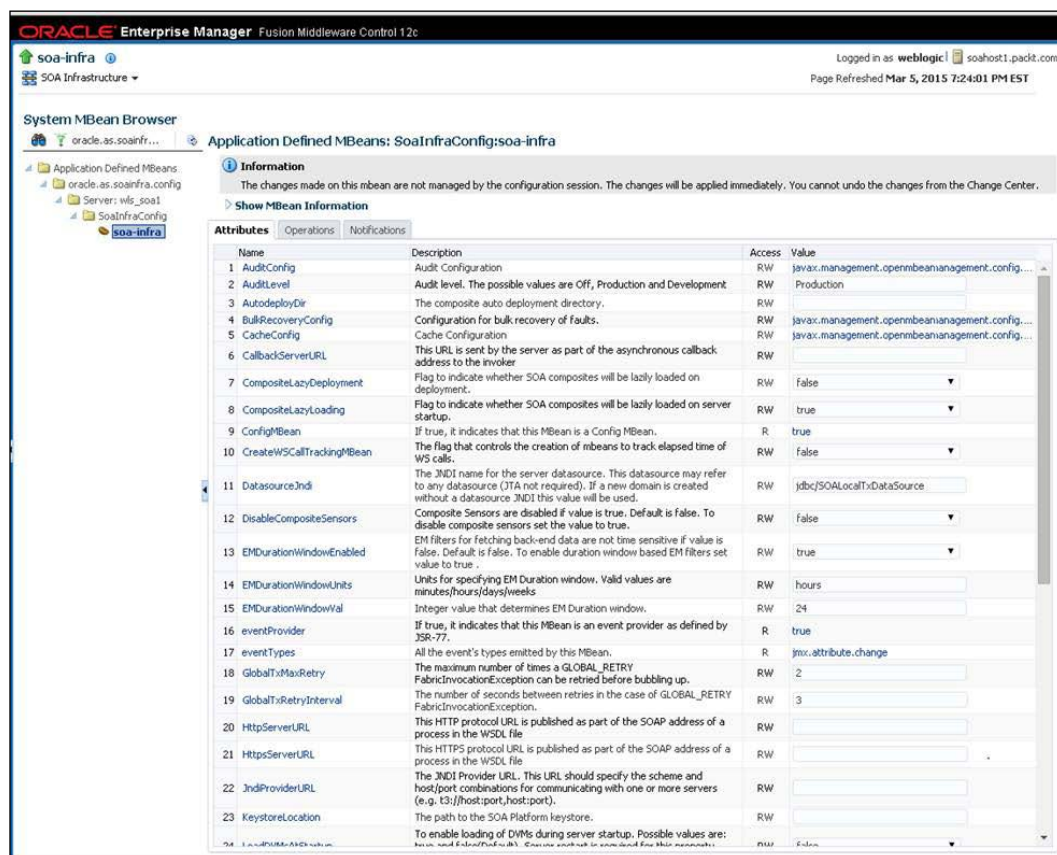 ORACLE Enterprise Manager Fusion Middleware Control 12c
soa-infra
Logged in as weblogic | soahost1.packt.com
SOA Infrastructure
Page Refreshed Mar 5, 2015 7:24:01 PM EST
System MBean Browser
oracle.as.soainfr...
Application Defined MBeans: SoaInfraConfig:soa-infra
Application Defined MBeans
oracle.as.soainfra.config
Server: wls_soa1
SoaInfraConfig
soa-infra
Information
The changes made on this mbean are not managed by the configuration session. The changes will be applied immediately. You cannot undo the changes from the Change Center.
Show MBean Information
Attributes Operations Notifications
Name Description Access Value
1 AuditConfig Audit Configuration RW javax.management.openmbeanmanagement.config....
2 AuditLevel Audit level. The possible values are Off, Production and Development RW Production
3 AutodeployDir The composite auto deployment directory. RW
4 BulkRecoveryConfig Configuration for bulk recovery of faults. RW javax.management.openmbeanmanagement.config....
5 CacheConfig Cache Configuration RW javax.management.openmbeanmanagement.config....
6 CallbackServerURL This URL is sent by the server as part of the asynchronous callback
address to the invoker RW
7 CompositeLazyDeployment Flag to indicate whether SOA composites will be lazily loaded on
deployment. RW false
8 CompositeLazyLoading Flag to indicate whether SOA composites will be lazily loaded on server
startup. RW true
9 ConfigMBean If true, it indicates that this MBean is a Config MBean. R true
10 CreateWSCallTrackingMBean The flag that controls the creation of mbeans to track elapsed time of
WS calls. RW false
11 DatasourceJndi The JNDI name for the server datasource. This datasource may refer
to any datasource (JTA not required). If a new domain is created
without a datasource JNDI this value will be used. RW jdbc/SOALocalTxDataSource
12 DisableCompositeSensors Composite Sensors are disabled if value is true. Default is false. To
disable composite sensors set the value to true. RW false
13 EMDurationWindowEnabled EM filters for fetching back-end data are not time sensitive if value is
false. Default is false. To enable duration window based EM filters set
value to true . RW true
14 EMDurationWindowUnits Units for specifying EM Duration window. Valid values are
minutes/hours/days/weeks RW hours
15 EMDurationWindowVal Integer value that determines EM Duration window. RW 24
16 eventProvider If true, it indicates that this MBean is an event provider as defined by
JSR-77. R true
17 eventTypes All the event's types emitted by this MBean. R jmx.attribute.change
18 GlobalTxMaxRetry The maximum number of times a GLOBAL_RETRY
FabricInvocationException can be retried before bubbling up. RW 2
19 GlobalTxRetryInterval The number of seconds between retries in the case of GLOBAL_RETRY
FabricInvocationException. RW 3
20 HttpServerURL This HTTP protocol URL is published as part of the SOAP address of a
process in the WSDL file RW
21 HttpsServerURL This HTTPS protocol URL is published as part of the SOAP address of a
process in the WSDL file RW
22 JndiProviderURL The JNDI Provider URL. This URL should specify the scheme and
host/port combinations for communicating with one or more servers
(e.g. t3://host:port,host:port). RW
23 KeystoreLocation The path to the SOA Platform keystore. RW
24 LoadDVMsAtStartup To enable loading of DVMs during server startup. Possible values are:
true and false(Default). Server restart is required for this property RW false